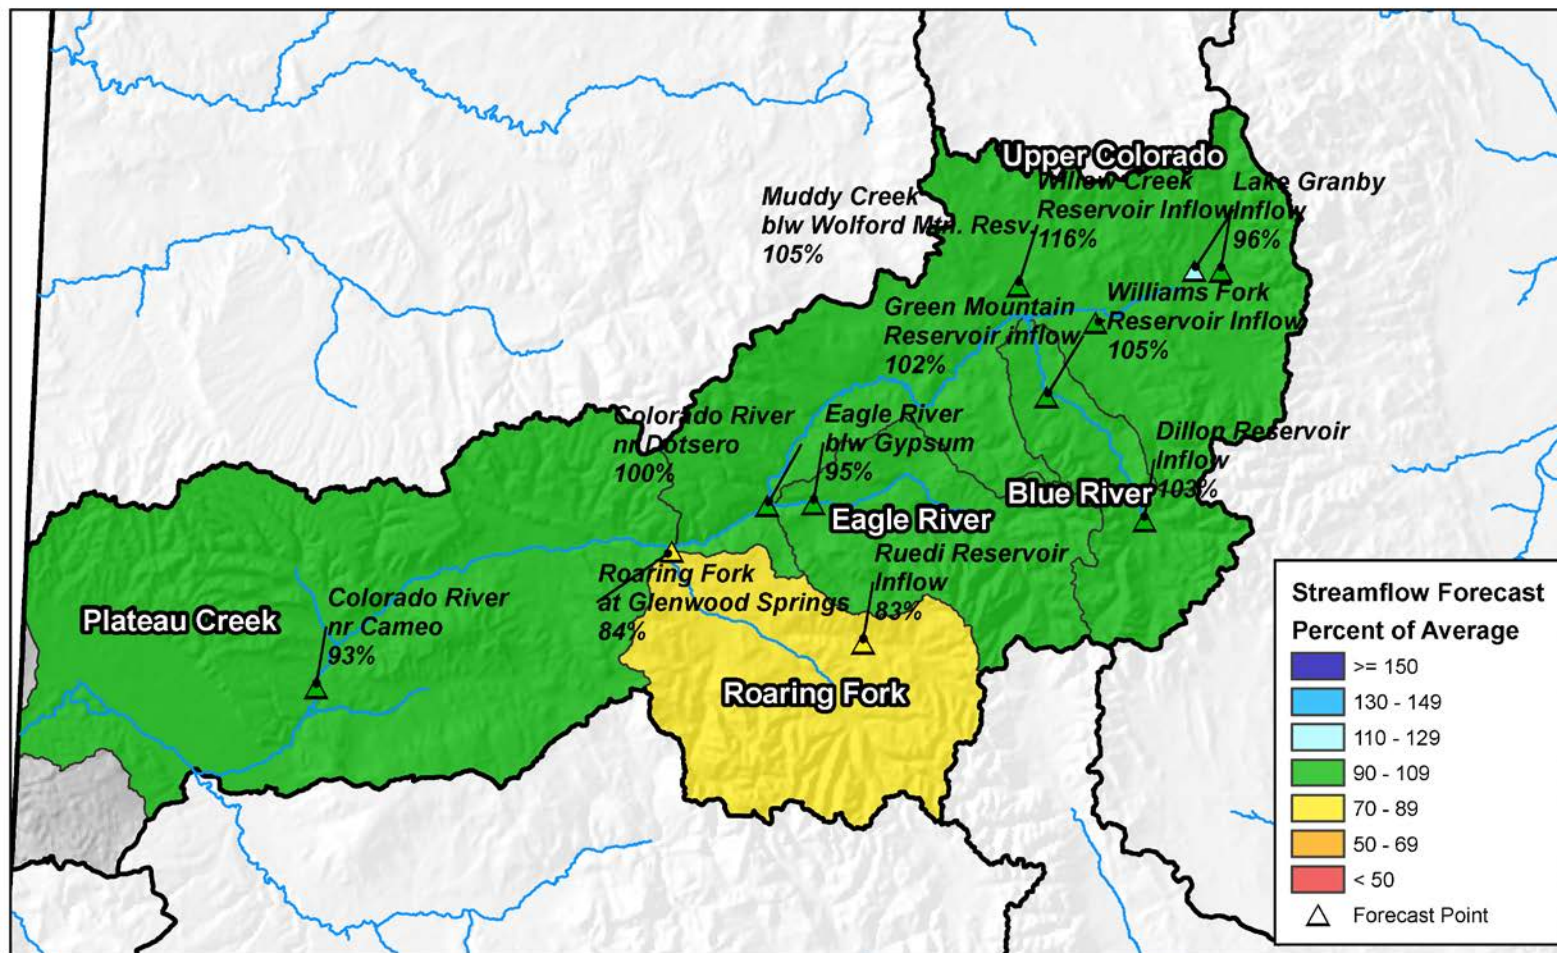 Upper Colorado
Muddy Creek
blw Wolford Mtn. Resv.
105%
Willow Creek
Reservoir Inflow
116%
Lake Granby
Inflow
96%
Green Mountain
Reservoir inflow
102%
Williams Fork
Reservoir Inflow
105%
Colorado River
nr Dotsero
100%
Eagle River
blw Gypsum
95%
Dillon Reservoir
Inflow
103%
Blue River
Eagle River
Ruedi Reservoir
Inflow
83%
Roaring Fork
at Glenwood Springs
84%
Colorado River
nr Cameo
93%
Plateau Creek
Roaring Fork
Streamflow Forecast
Percent of Average
>= 150
130 - 149
110 - 129
90 - 109
70 - 89
50 - 69
< 50
Forecast Point